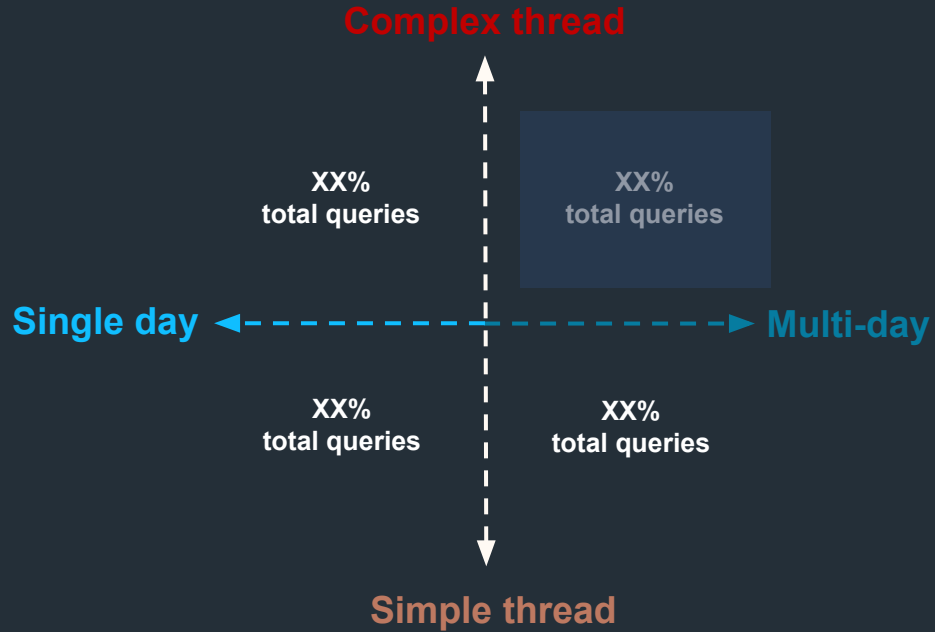 Complex thread
XX%
total queries
XX%
total queries
Single day
Multi-day
XX%
total queries
XX%
total queries
Simple thread